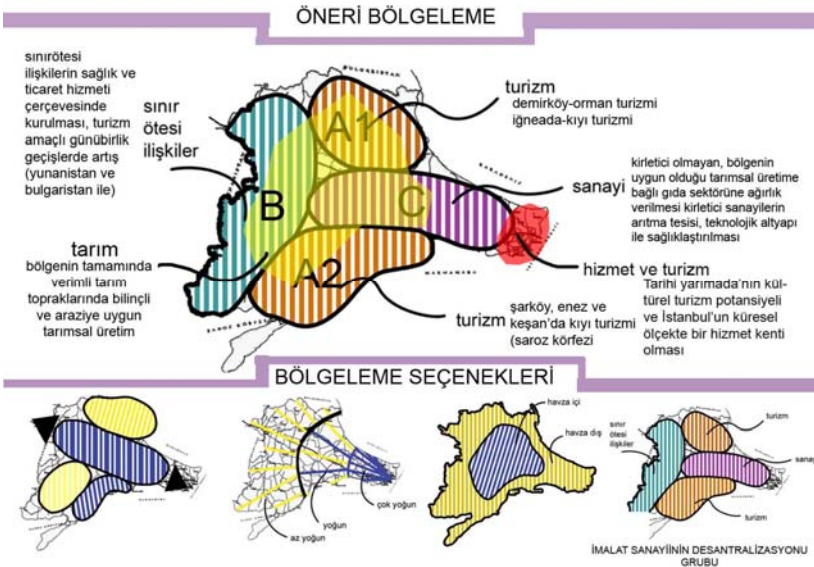 ÖNERİ BÖLGELEME
sınırötesi
ilişkilerin sağlık ve
ticaret hizmeti
çerçevesinde
kurulması, turizm
amaçlı günübirlik
geçişlerde artış
(yunanistan ve
bulgaristan ile)
sınır
ötesi
ilişkiler
tarım
bölgenin tamamında
verimli tarım
topraklarında bilinçli
ve araziye uygun
tarımsal üretim
BULGARİSTAN
A1
B
C
A2
KARADENİZ
MARMARA
SAROZ KÖRFEZİ
turizm
demirköy-orman turizmi
iğneada-kıyı turizmi
sanayi
kirletici olmayan, bölgenin
uygun olduğu tarımsal üretime
bağlı gıda sektörüne ağırlık
verilmesi kirletici sanayilerin
arıtma tesisi, teknolojik altyapı
ile sağlıklaştırılması
hizmet ve turizm
Tarihi yarımada'nın kül-
türel turizm potansiyeli
ve İstanbul'un küresel
ölçekte bir hizmet kenti
olması
turizm
şarköy, enez ve
keşan'da kıyı turizmi
(saroz körfezi
BÖLGELEME SEÇENEKLERİ
az yoğun
yoğun
çok yoğun
havza içi
havza dış
sınır
ötesi
ilişkiler
turizm
sanay
turizm
İMALAT SANAYİİNİN DESANTRALİZASYONU
GRUBU